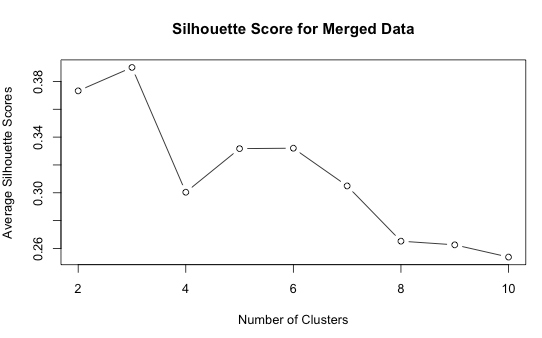 Silhouette Score for Merged Data
Average Silhouette Scores
0.38
0.34
0.30
0.26
2 4 6 8 10
Number of Clusters